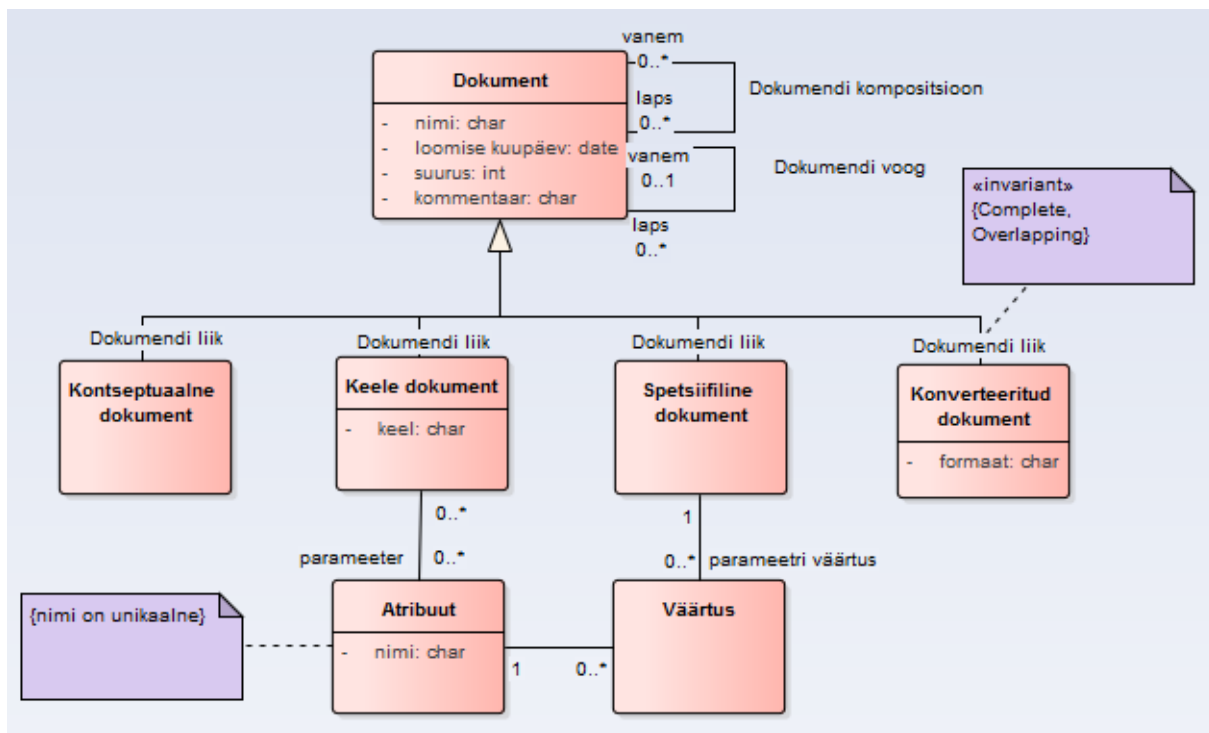 vanem
0..*
Dokument
Dokumendi kompositsioon
laps
0..*
- nimi: char
- loomise kuupäev: date
- suurus: int
- kommentaar: char
vanem
0..1
Dokumendi voog
laps
0..*
«invariant»
{Complete,
Overlapping}
Dokumendi liik
Dokumendi liik
Dokumendi liik
Dokumendi liik
Kontseptuaalne
dokument
Keele dokument
- keel: char
Spetsiifiline
dokument
Konverteeritud
dokument
- formaat: char
0..*
1
parameeter
0..*
0..*
parameetri väärtus
{nimi on unikaalne}
Atribuut
- nimi: char
Väärtus
1
0..*